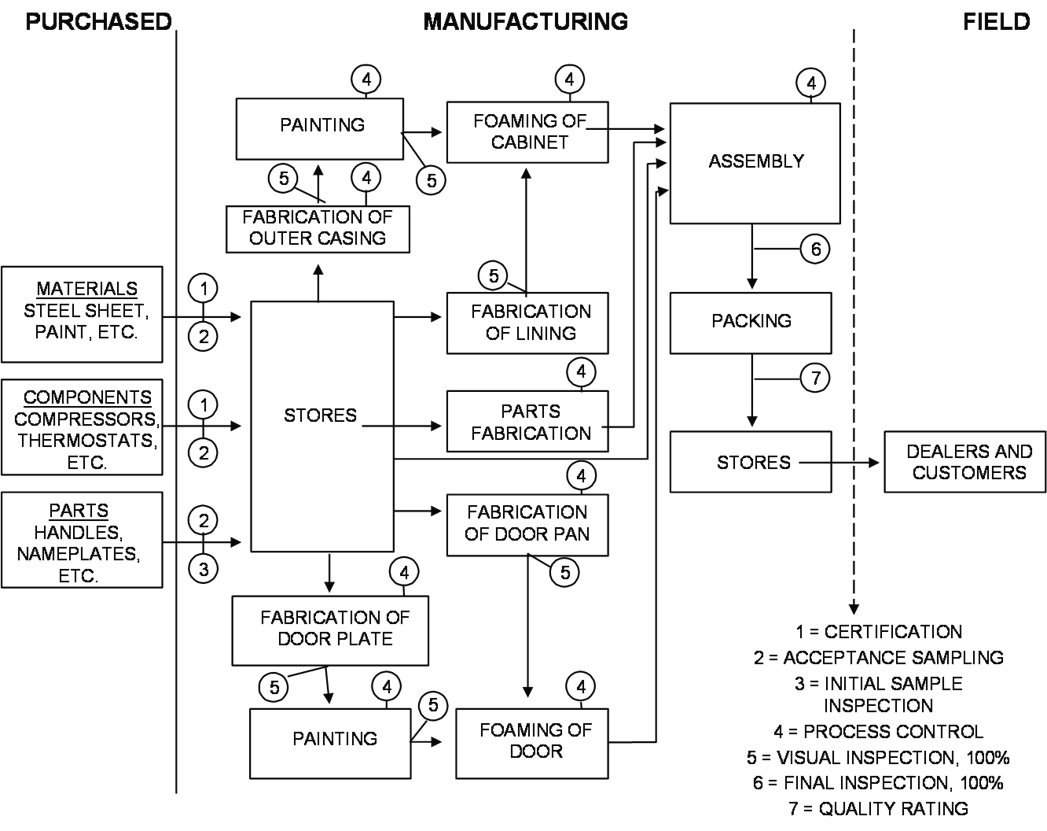 PURCHASED
MANUFACTURING
FIELD
4
4
4
PAINTING
FOAMING OF
CABINET
ASSEMBLY
5
4
5
FABRICATION OF
OUTER CASING
6
MATERIALS
STEEL SHEET,
PAINT, ETC.
1
2
5
FABRICATION
OF LINING
PACKING
7
COMPONENTS
COMPRESSORS,
THERMOSTATS,
ETC.
1
2
STORES
4
PARTS
FABRICATION
STORES
DEALERS AND
CUSTOMERS
PARTS
HANDLES,
NAMEPLATES,
ETC.
2
3
4
FABRICATION
OF DOOR PAN
5
4
FABRICATION OF
DOOR PLATE
5
4
5
4
PAINTING
FOAMING OF
DOOR
1 = CERTIFICATION
2 = ACCEPTANCE SAMPLING
3 = INITIAL SAMPLE
INSPECTION
4 = PROCESS CONTROL
5 = VISUAL INSPECTION, 100%
6 = FINAL INSPECTION, 100%
7 = QUALITY RATING